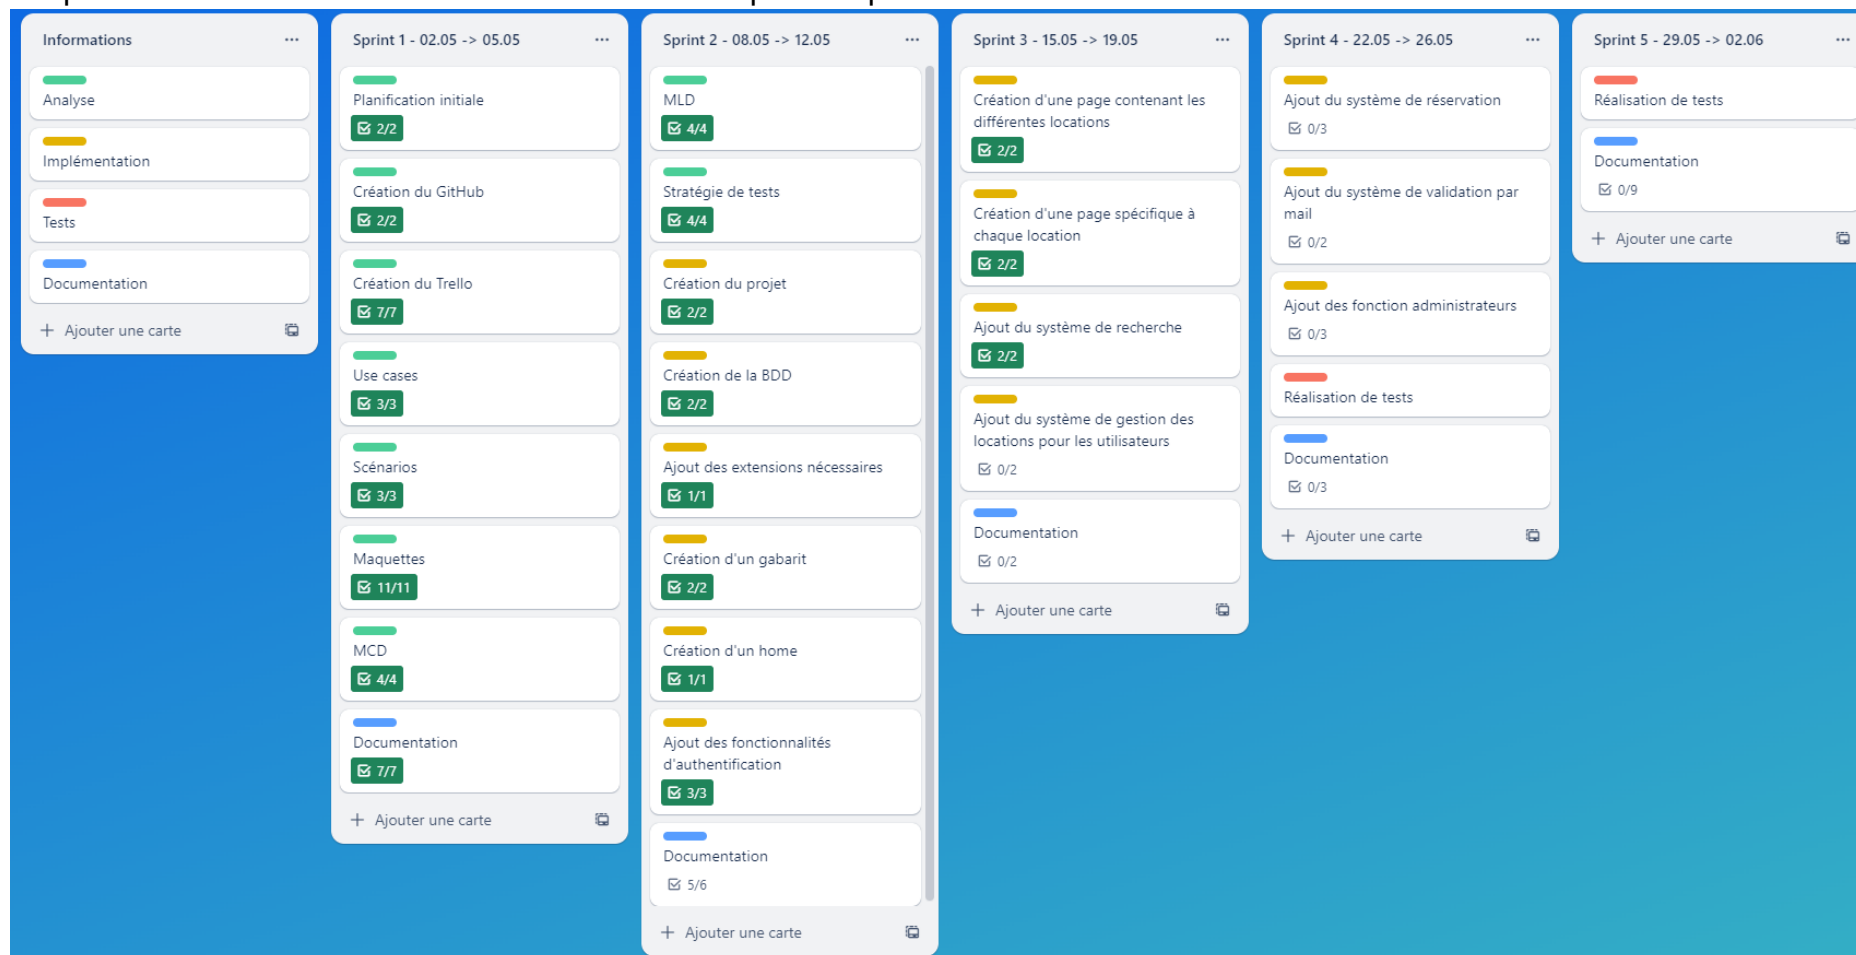 Informations
Analyse
Implémentation
Tests
Documentation
+ Ajouter une carte
Sprint 1 - 02.05 -> 05.05
Planification initiale
2/2
Création du GitHub
2/2
Création du Trello
7/7
Use cases
3/3
Scénarios
3/3
Maquettes
11/11
MCD
4/4
Documentation
7/7
+ Ajouter une carte
Sprint 2 - 08.05 -> 12.05
MLD
4/4
Stratégie de tests
4/4
Création du projet
2/2
Création de la BDD
2/2
Ajout des extensions nécessaires
1/1
Création d'un gabarit
2/2
Création d'un home
1/1
Ajout des fonctionnalités
d'authentification
3/3
Documentation
5/6
+ Ajouter une carte
Sprint 3 - 15.05 -> 19.05
Création d'une page contenant les
différentes locations
2/2
Création d'une page spécifique à
chaque location
2/2
Ajout du système de recherche
2/2
Ajout du système de gestion des
locations pour les utilisateurs
0/2
Documentation
0/2
+ Ajouter une carte
Sprint 4 - 22.05 -> 26.05
Ajout du système de réservation
0/3
Ajout du système de validation par
mail
0/2
Ajout des fonction administrateurs
0/3
Réalisation de tests
Documentation
0/3
+ Ajouter une carte
Sprint 5 - 29.05 -> 02.06
Réalisation de tests
Documentation
0/9
+ Ajouter une carte